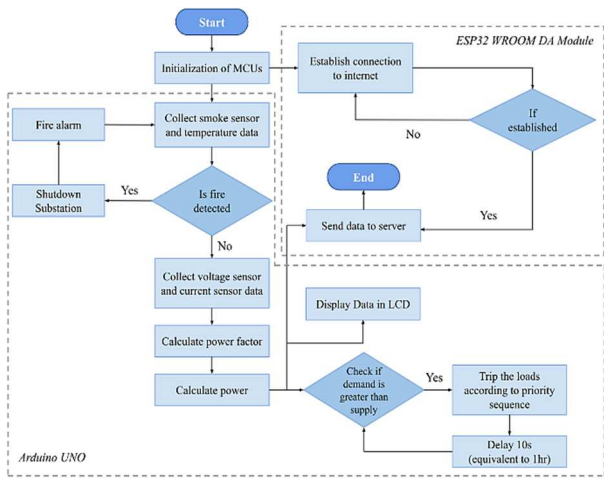 Start
ESP32 WROOM DA Module
Initialization of MCUs
Establish connection
to internet
If
established
No
Yes
Fire alarm
Collect smoke sensor
and temperature data
Shutdown
Substation
Yes
Is fire
detected
No
End
Send data to server
Collect voltage sensor
and current sensor data
Display Data in LCD
Calculate power factor
Calculate power
Check if
demand is
greater than
supply
Yes
Trip the loads
according to priority
sequence
Delay 10s
(equivalent to 1hr)
Arduino UNO